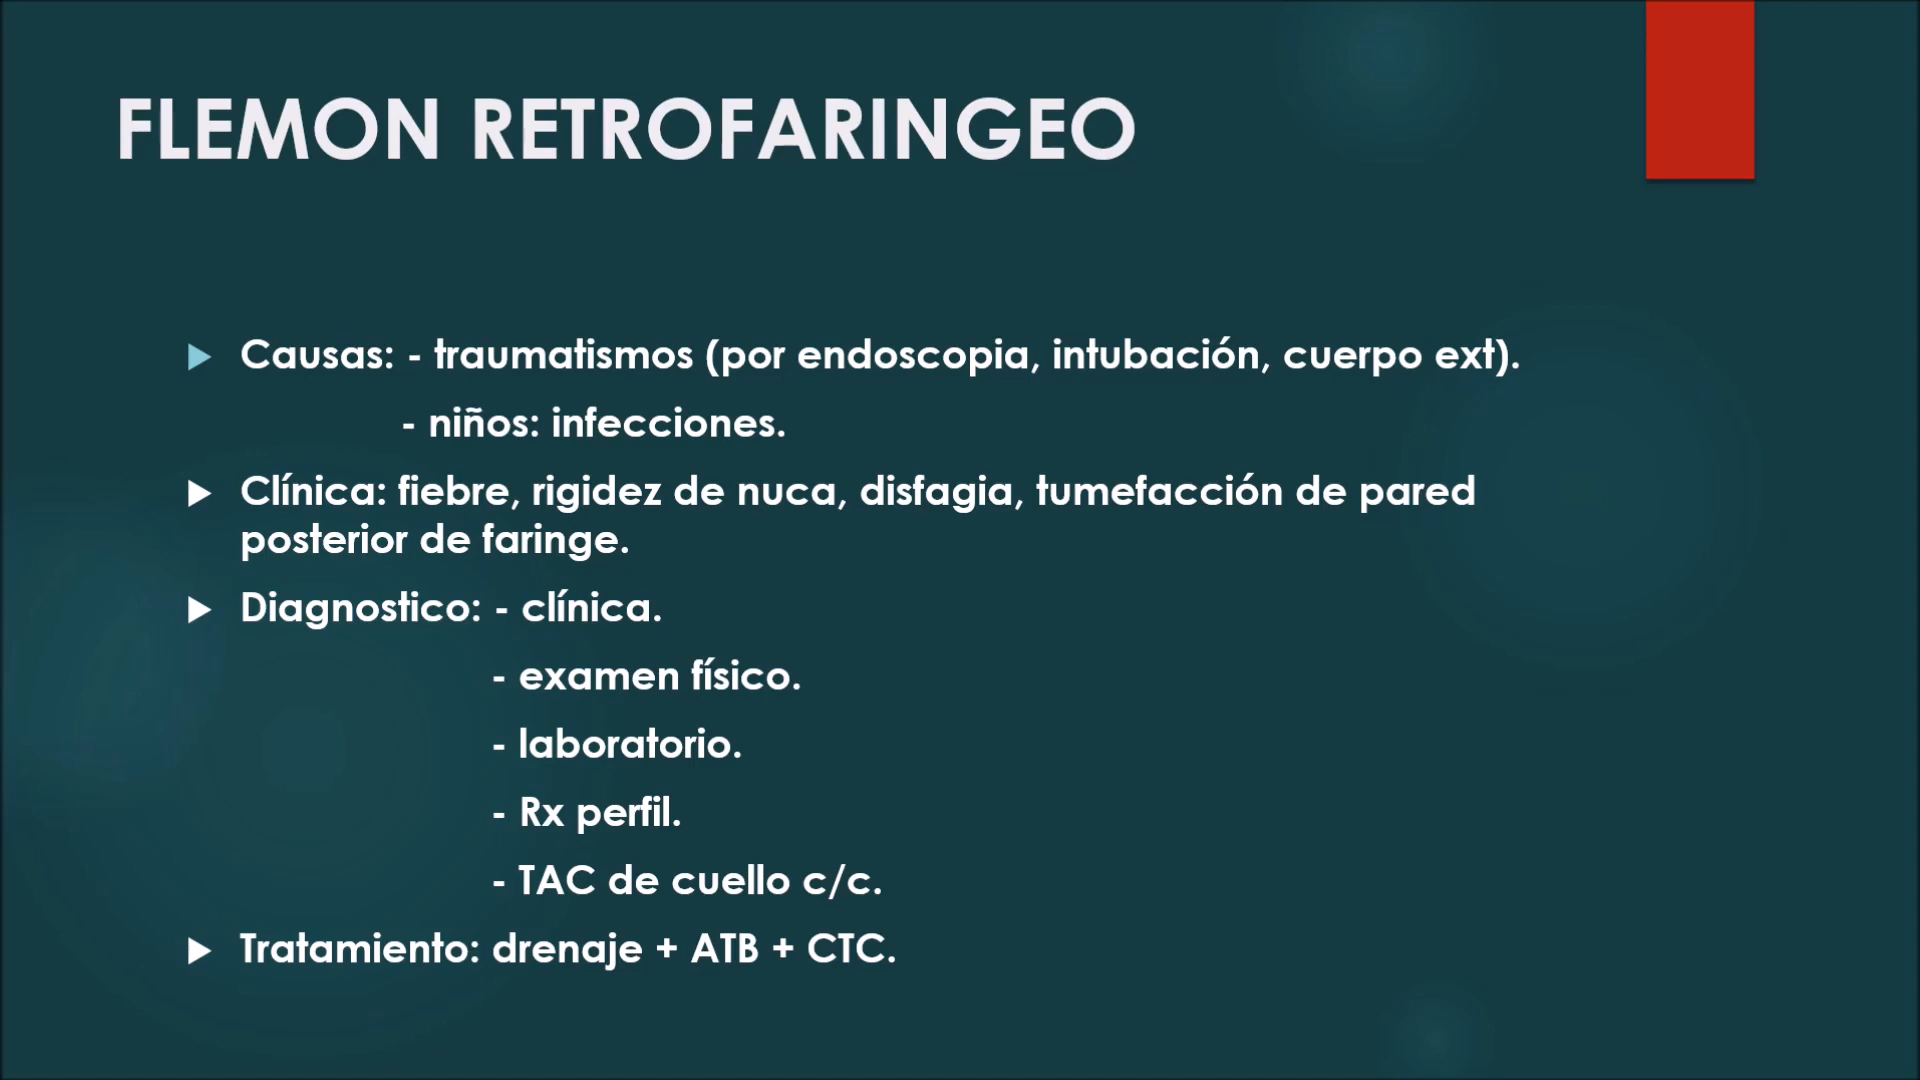 FLEMON RETROFARINGEO
Causas: - traumatismos (por endoscopia, intubación, cuerpo ext).
- niños: infecciones.
Clínica: fiebre, rigidez de nuca, disfagia, tumefacción de pared
posterior de faringe.
Diagnostico: - clínica.
- examen físico.
- laboratorio.
- Rx perfil.
- TAC de cuello c/c.
Tratamiento: drenaje + ATB + CTC.